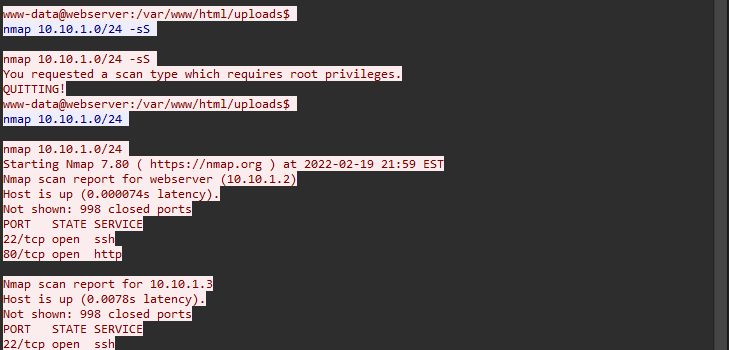 www-data@webserver:/var/www/html/uploads$
nmap 10.10.1.0/24 -sS
nmap 10.10.1.0/24 -sS
You requested a scan type which requires root privileges.
QUITTING!
www-data@webserver:/var/www/html/uploads$
nmap 10.10.1.0/24
nmap 10.10.1.0/24
Starting Nmap 7.80 ( https://nmap.org ) at 2022-02-19 21:59 EST
Nmap scan report for webserver (10.10.1.2)
Host is up (0.000074s latency).
Not shown: 998 closed ports
PORT   STATE SERVICE
22/tcp open  ssh
80/tcp open  http
Nmap scan report for 10.10.1.3
Host is up (0.0078s latency).
Not shown: 998 closed ports
PORT   STATE SERVICE
22/tcp open  ssh